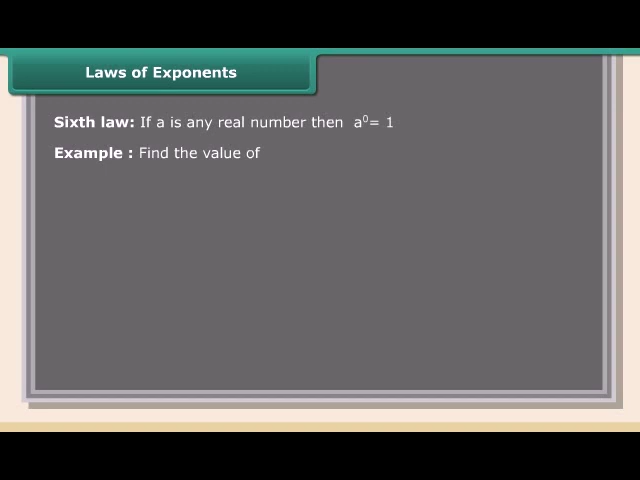 Laws of Exponents
Sixth law: If a is any real number then a⁰= 1
Example : Find the value of